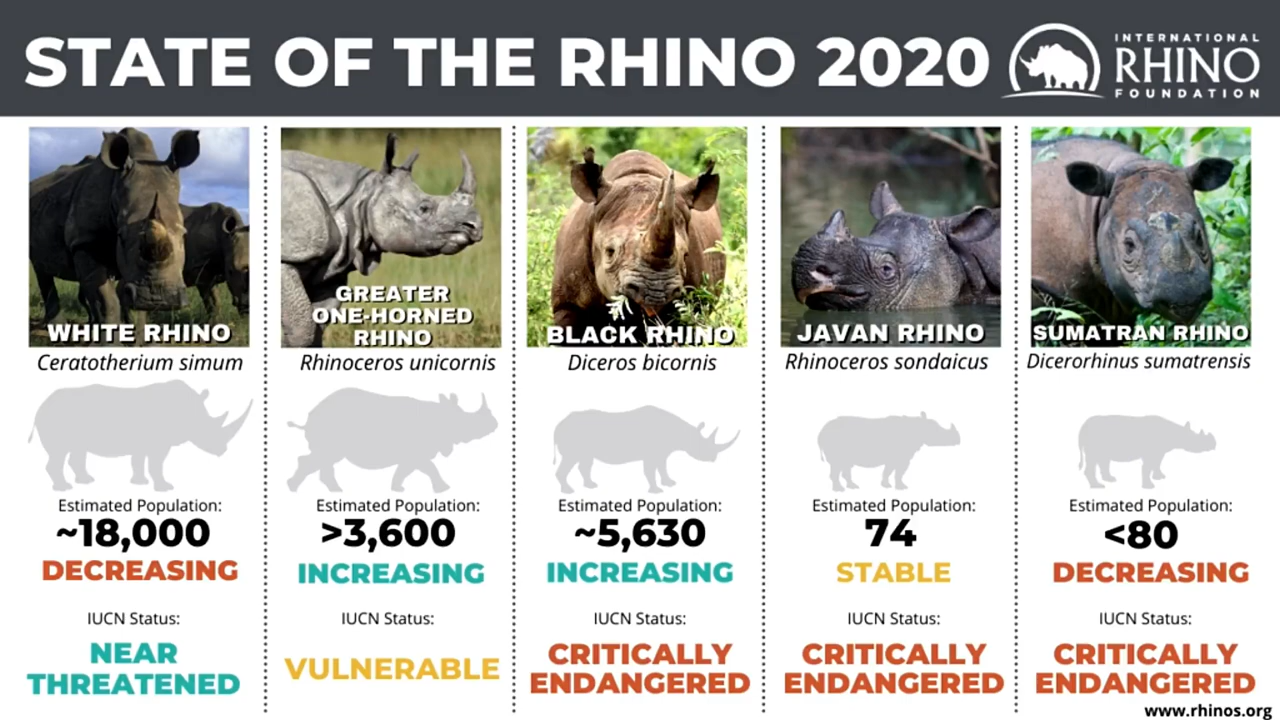 STATE OF THE RHINO 2020
INTERNATIONAL
RHINO
FOUNDATION
WHITE RHINO
Ceratotherium simum
Estimated Population:
~18,000
DECREASING
IUCN Status:
NEAR
THREATENED
GREATER
ONE-HORNED
RHINO
Rhinoceros unicornis
Estimated Population:
>3,600
INCREASING
IUCN Status:
VULNERABLE
BLACK RHINO
Diceros bicornis
Estimated Population:
~5,630
INCREASING
IUCN Status:
CRITICALLY
ENDANGERED
JAVAN RHINO
Rhinoceros sondaicus
Estimated Population:
74
STABLE
IUCN Status:
CRITICALLY
ENDANGERED
SUMATRAN RHINO
Dicerorhinus sumatrensis
Estimated Population:
<80
DECREASING
IUCN Status:
CRITICALLY
ENDANGERED
www.rhinos.org